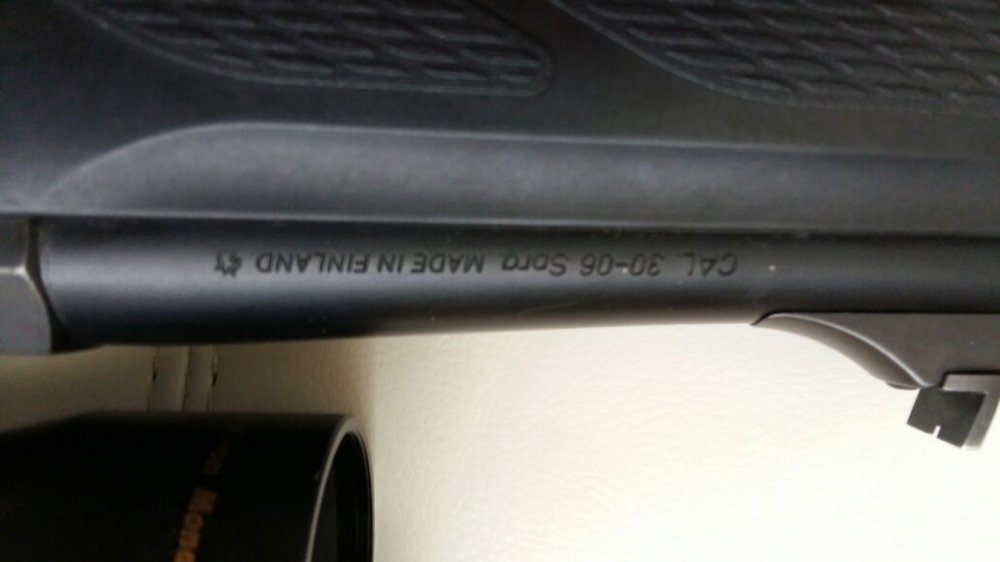 CAL. 30-06 Sprg MADE IN FINLAND